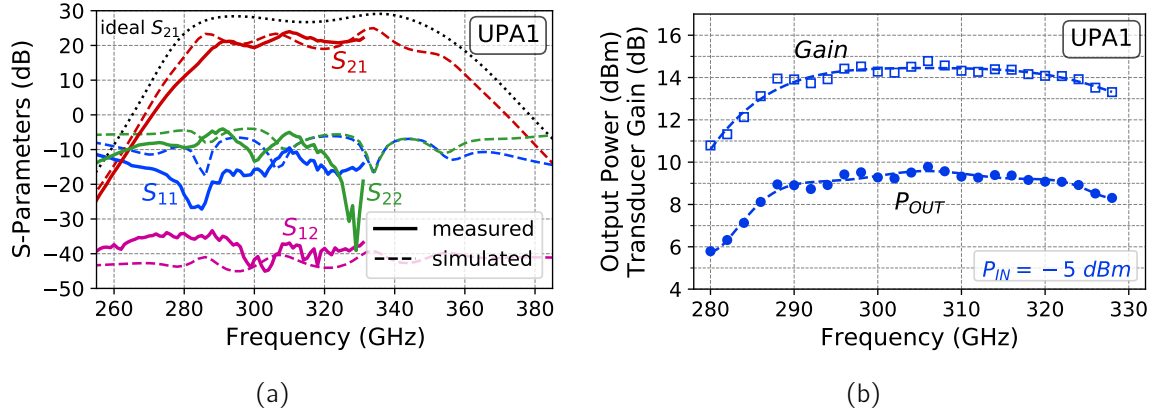 ideal S21
UPA1
S21
S11
S22
S12
measured
simulated
30
20
10
0
−10
−20
−30
−40
−50
S-Parameters (dB)
260 280 300 320 340 360 380
Frequency (GHz)
(a)
UPA1
Gain
POUT
PIN = −5 dBm
16
14
12
10
8
6
4
Output Power (dBm)
Transducer Gain (dB)
280 290 300 310 320 330
Frequency (GHz)
(b)